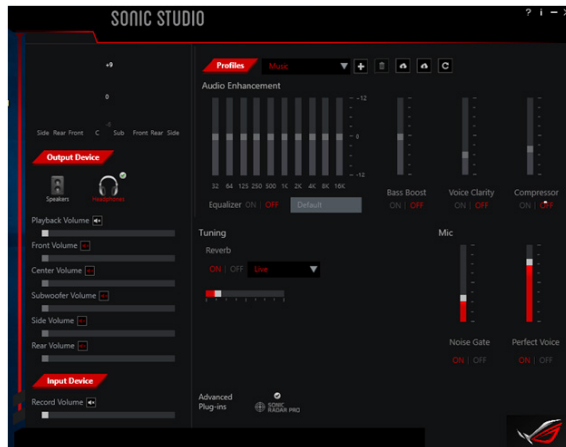 SONIC STUDIO
? i
+9
0
Side Rear Front C Sub Front Rear Side
Output Device
Speakers
Headphones
Playback Volume
Front Volume
Center Volume
Subwoofer Volume
Side Volume
Rear Volume
Input Device
Record Volume
Profiles
Music
Audio Enhancement
12
0
-12
32 64 125 250 500 1K 2K 4K 8K 16K
Equalizer ON | OFF
Default
Bass Boost
ON | OFF
Voice Clarity
ON | OFF
Compressor
ON | OFF
Tuning
Reverb
ON | OFF
Live
Mic
Noise Gate
ON | OFF
Perfect Voice
ON | OFF
Advanced
Plug-ins
SONIC
RADAR PRO